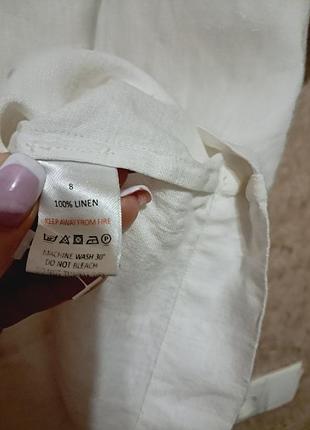 8
100% LINEN
KEEP AWAY FROM FIRE
MACHINE WASH 30°
DO NOT BLEACH